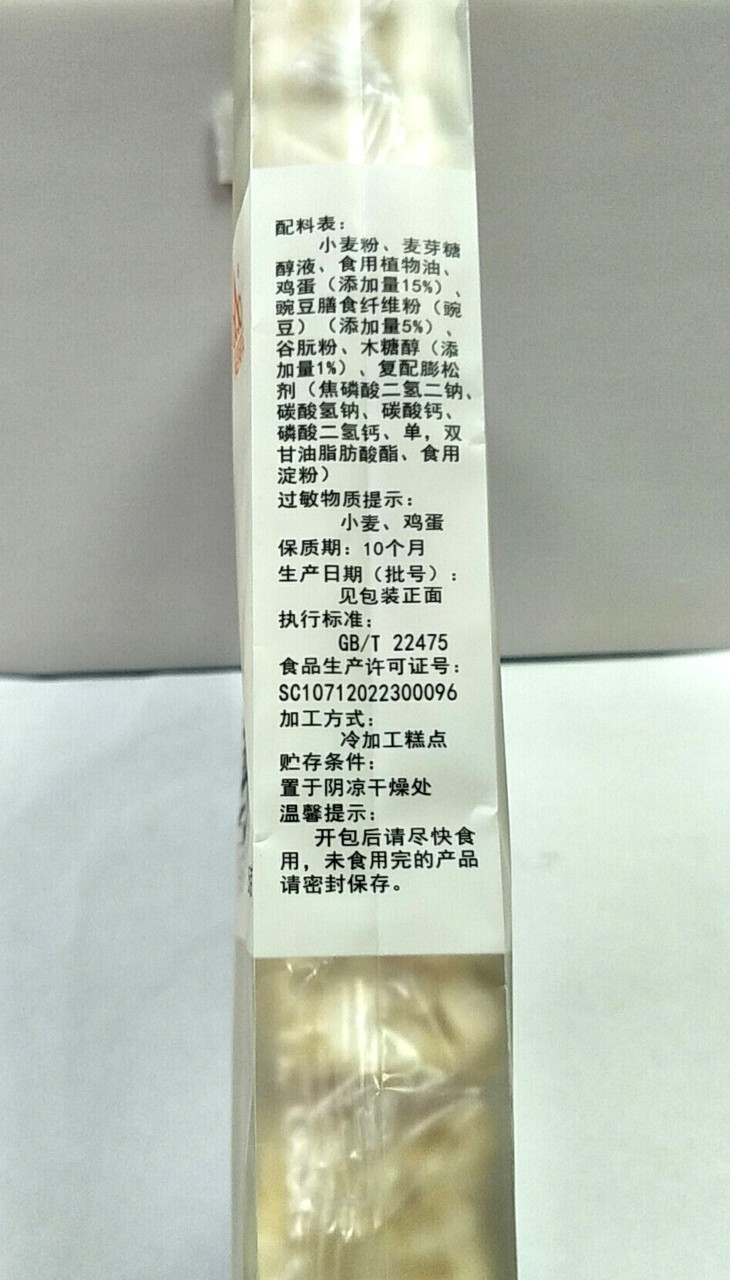 配料表：
小麦粉、麦芽糖
醇液、食用植物油、
鸡蛋（添加量15%）、
豌豆膳食纤维粉（豌
豆）（添加量5%）、
谷朊粉、木糖醇（添
加量1%）、复配膨松
剂（焦磷酸二氢二钠、
碳酸氢钠、碳酸钙、
磷酸二氢钙、单，双
甘油脂肪酸酯、食用
淀粉）
过敏物质提示：
小麦、鸡蛋
保质期：10个月
生产日期（批号）：
见包装正面
执行标准：
GB/T 22475
食品生产许可证号：
SC10712022300096
加工方式：
冷加工糕点
贮存条件：
置于阴凉干燥处
温馨提示：
开包后请尽快食
用，未食用完的产品
请密封保存。